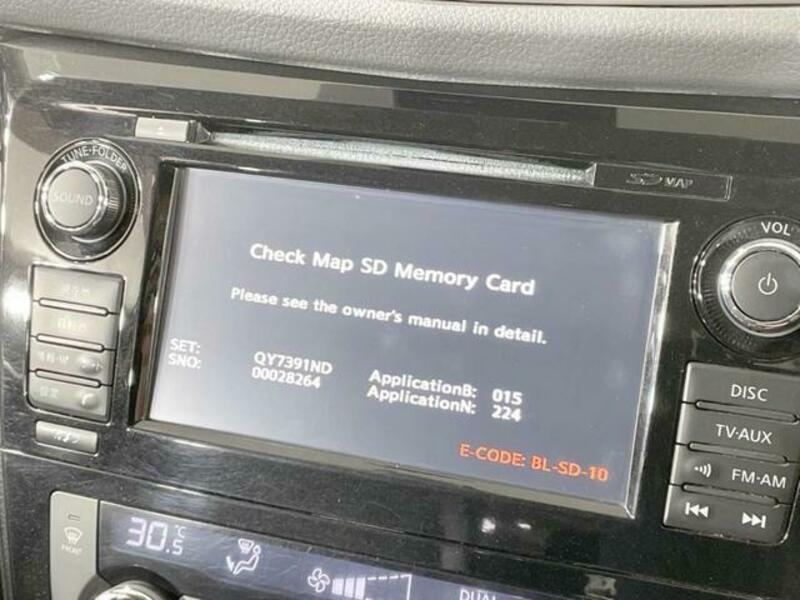 TUNE·FOLDER
SOUND
SD MAP
VOL
Check Map SD Memory Card
Please see the owner's manual in detail.
SET: QY7391ND ApplicationB: 015
SNO: 00028264 ApplicationN: 224
E-CODE: BL-SD-10
DISC
TV·AUX
FM·AM
30.5°C
FRONT
DUAL